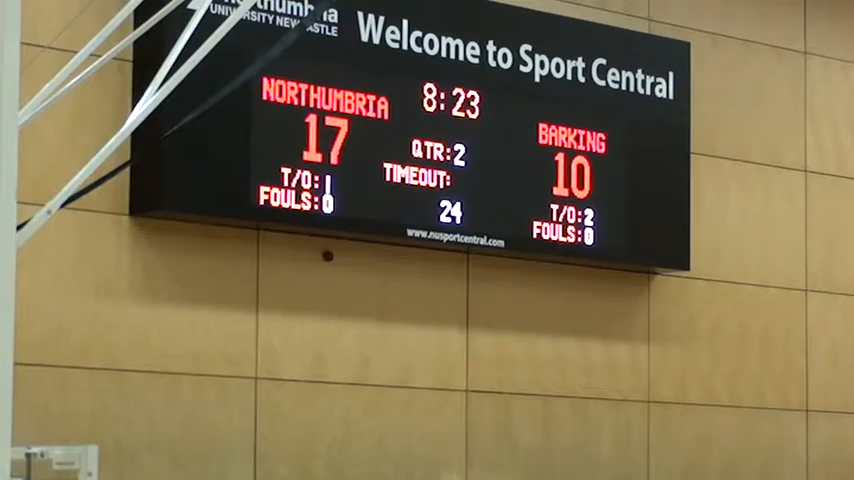 northumbria
UNIVERSITY NEWCASTLE
Welcome to Sport Central
NORTHUMBRIA
8:23
BARKING
17
QTR:2
10
T/O:1
TIMEOUT:
T/O:2
FOULS:0
24
FOULS:0
www.nusportcentral.com